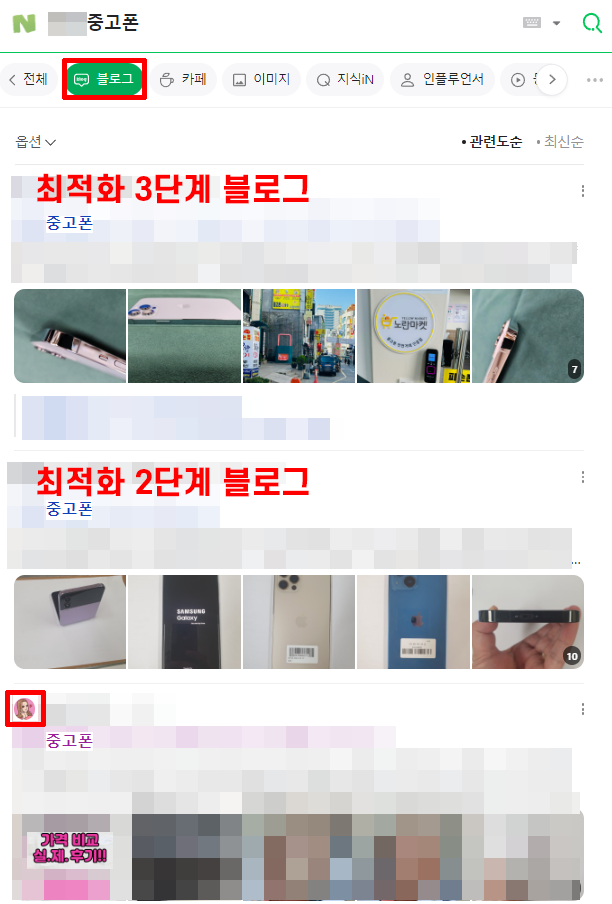 N 중고폰
전체 블로그 카페 이미지 지식iN 인플루언서
옵션 • 관련도순 • 최신순
최적화 3단계 블로그
중고폰
노랑마켓
7
최적화 2단계 블로그
중고폰
...
SAMSUNG
Galaxy
10
중고폰
가격 비교
실.제.후기!!